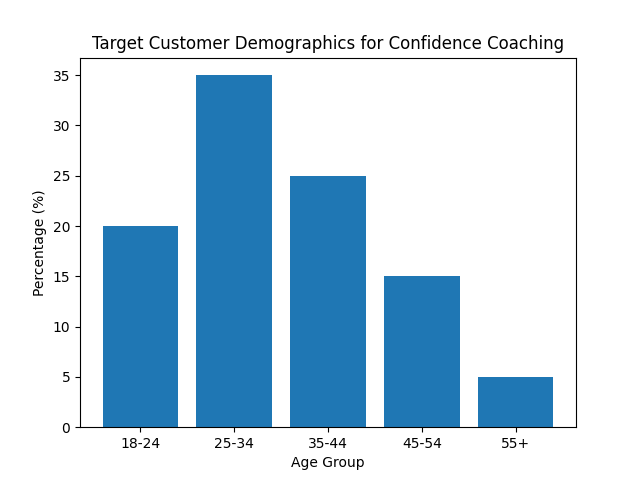 Target Customer Demographics for Confidence Coaching
35
30
25
20
15
10
5
0
Percentage (%)
18-24 25-34 35-44 45-54 55+
Age Group